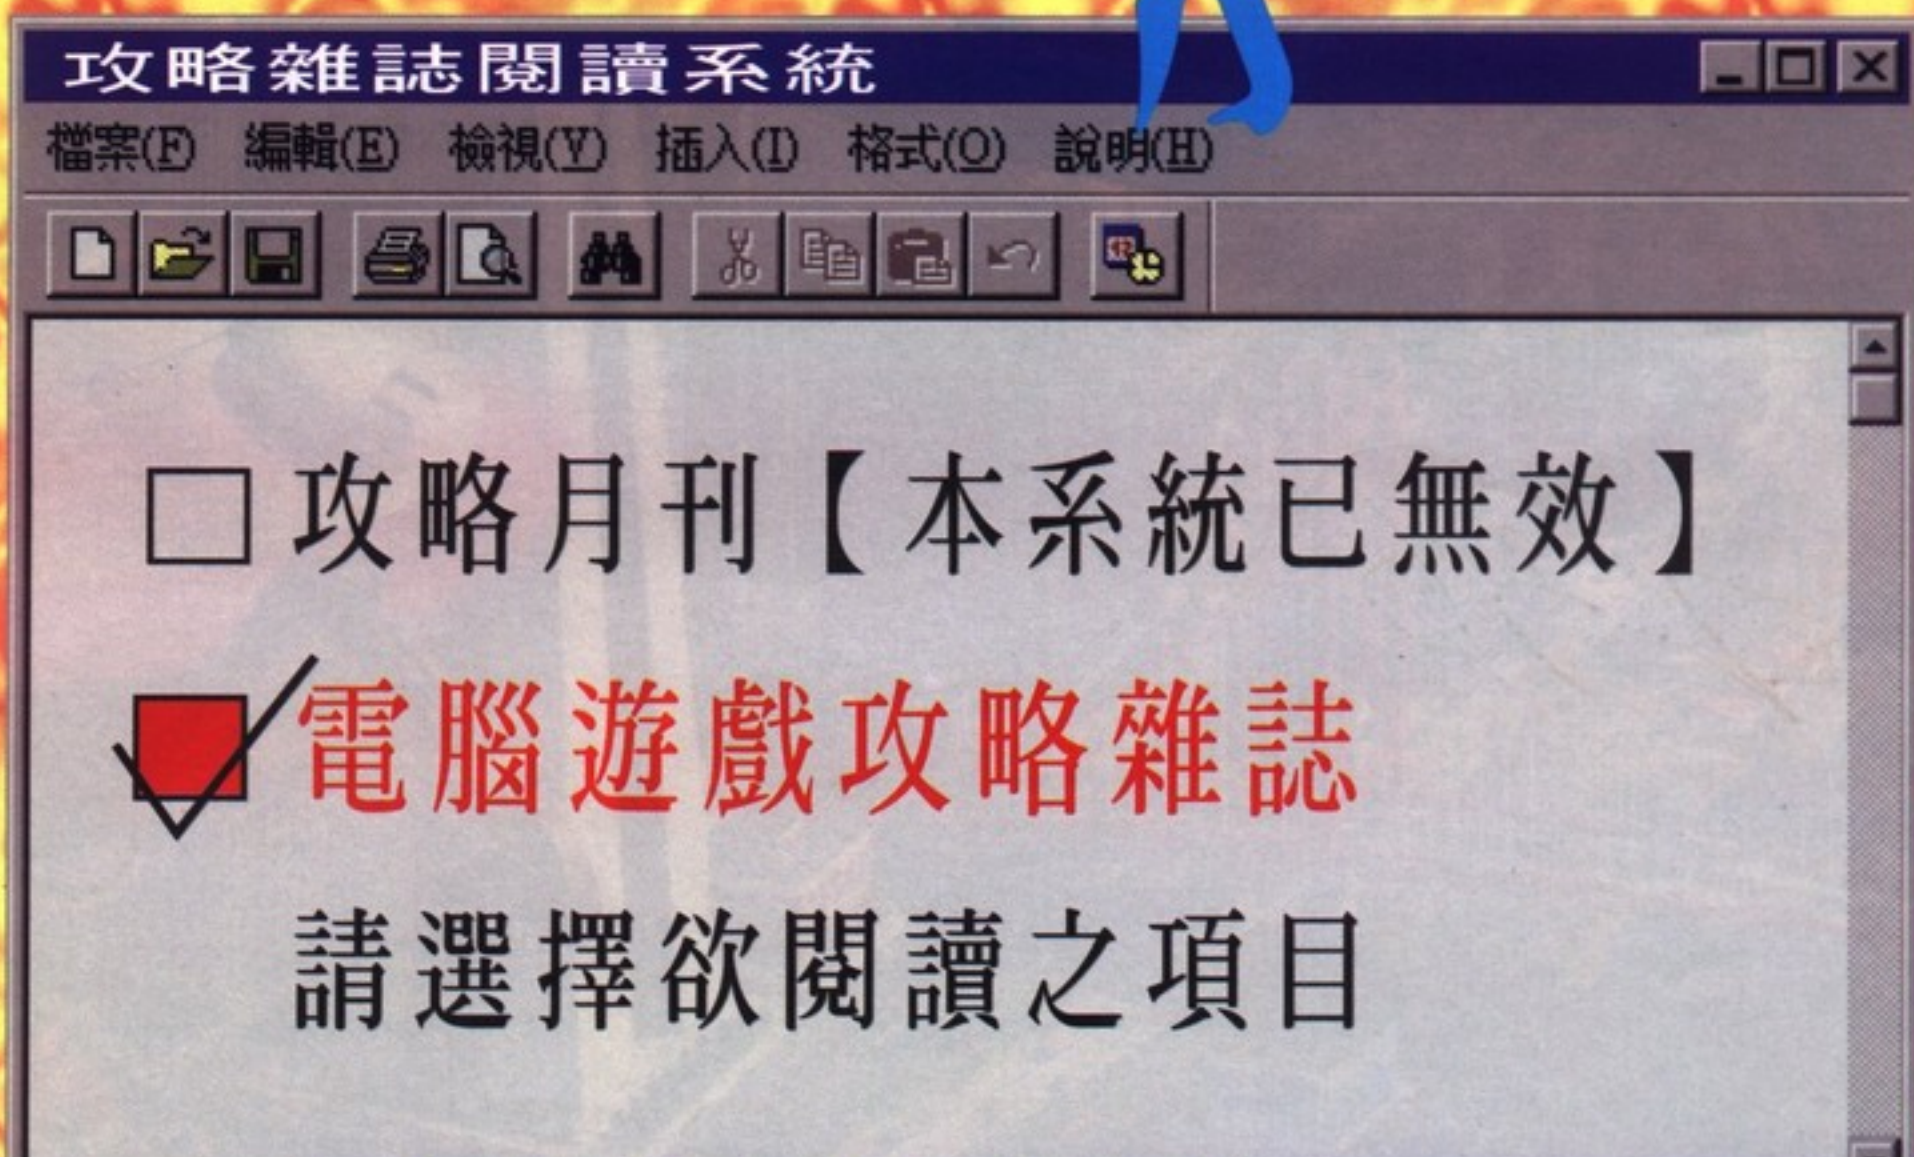 攻略雜誌閱讀系統
檔案(F) 編輯(E) 檢視(V) 插入(I) 格式(O) 說明(H)
□攻略月刊【本系統已無效】
電腦遊戲攻略雜誌
請選擇欲閱讀之項目